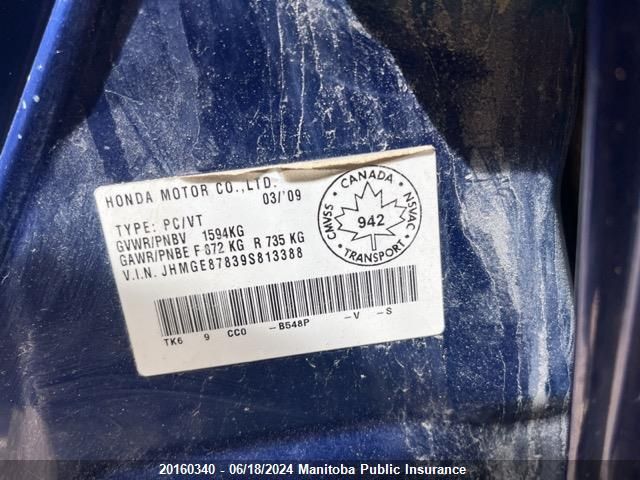 HONDA MOTOR CO.,LTD.
03/'09
TYPE: PC/VT
GVWR/PNBV 1594KG
GAWR/PNBE F 872 KG R 735 KG
V.I.N. JHMGE87839S813388
CANADA
CMVSS
NSVAC
942
TRANSPORT
TK6 9 CC0 -B548P -V -S
20160340 - 06/18/2024 Manitoba Public Insurance